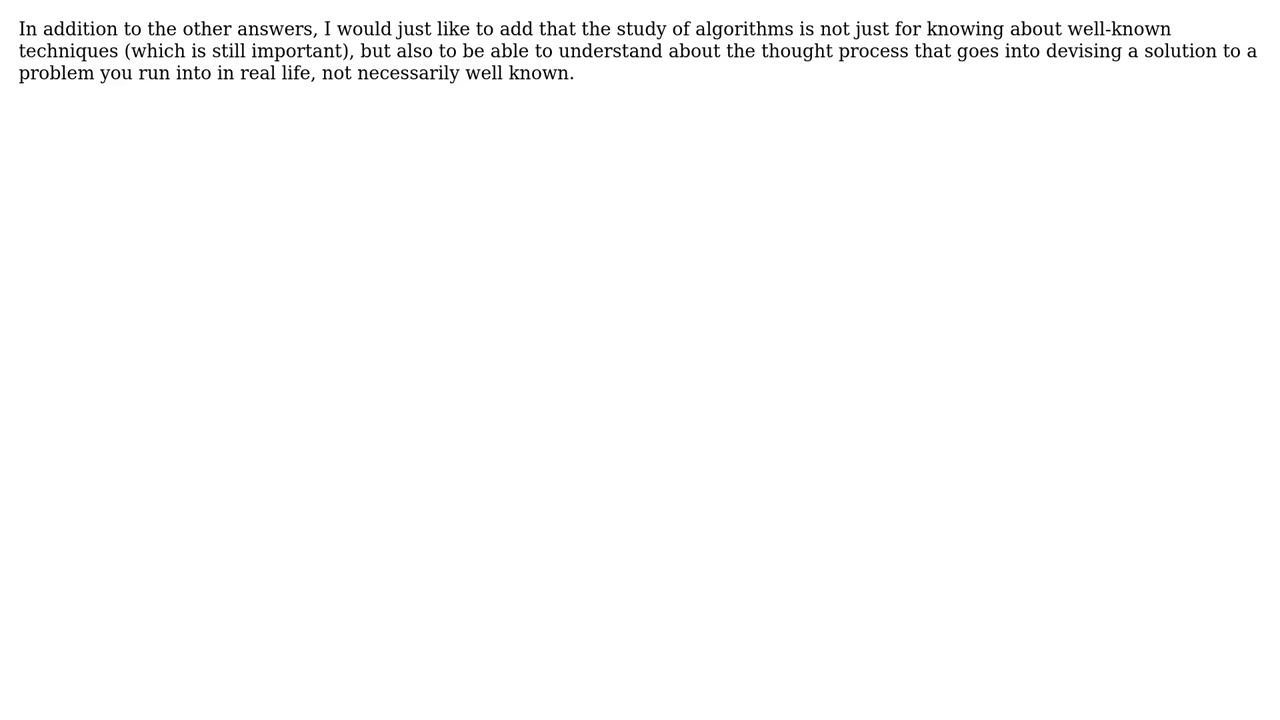 In addition to the other answers, I would just like to add that the study of algorithms is not just for knowing about well-known
techniques (which is still important), but also to be able to understand about the thought process that goes into devising a solution to a
problem you run into in real life, not necessarily well known.